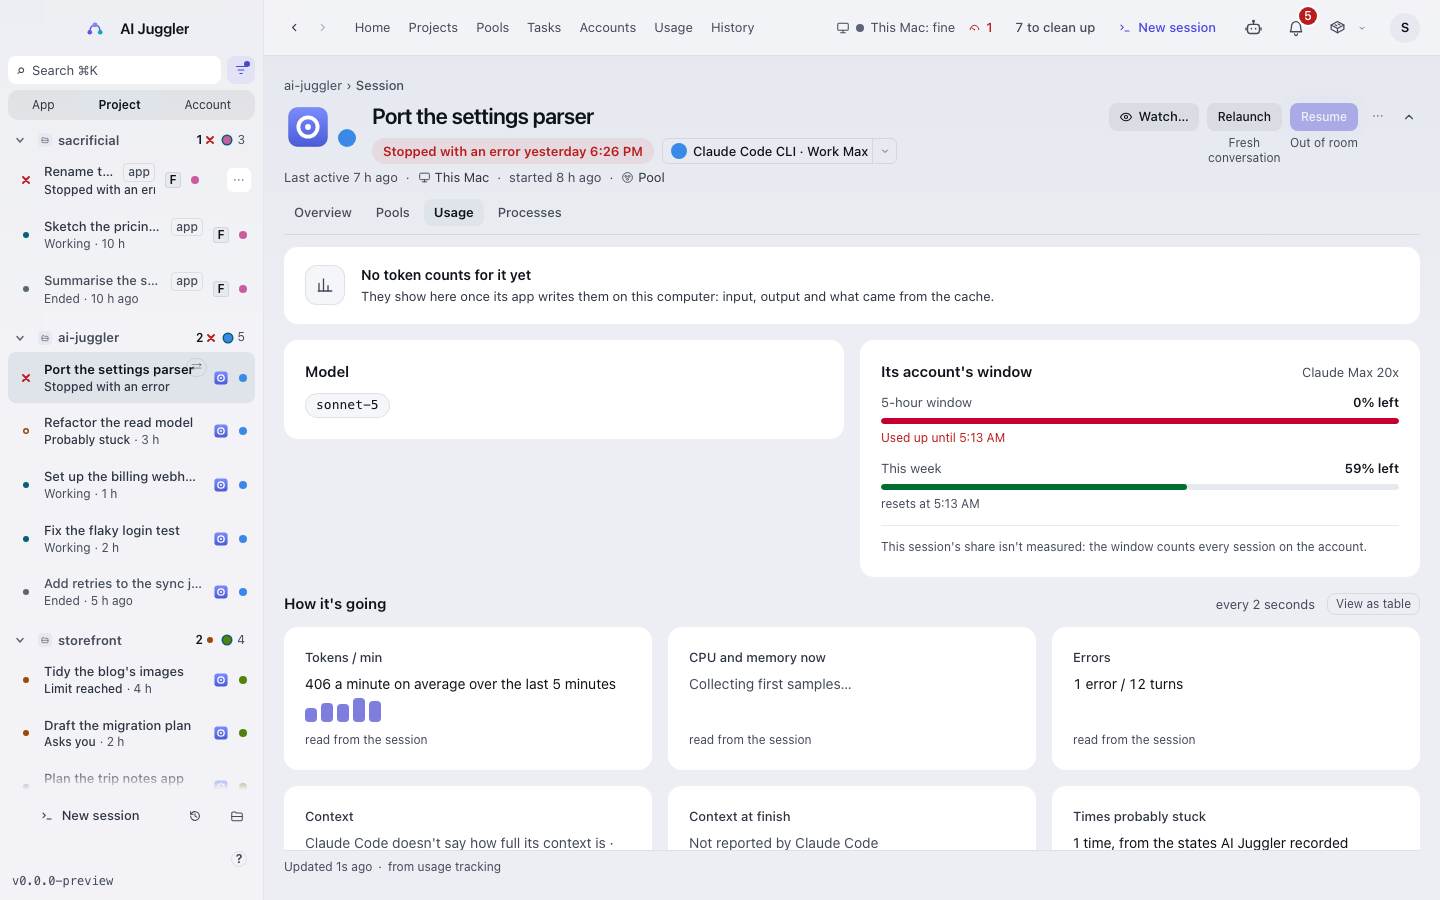 AI Juggler
Search ⌘K
App Project Account
sacrificial 1 3
Rename t... app F
Stopped with an err
Sketch the pricin... app F
Working · 10 h
Summarise the s... app F
Ended · 10 h ago
ai-juggler 2 5
Port the settings parser
Stopped with an error
Refactor the read model
Probably stuck · 3 h
Set up the billing webh...
Working · 1 h
Fix the flaky login test
Working · 2 h
Add retries to the sync j...
Ended · 5 h ago
storefront 2 4
Tidy the blog's images
Limit reached · 4 h
Draft the migration plan
Asks you · 2 h
Plan the trip notes app
New session
?
v0.0.0-preview
Home Projects Pools Tasks Accounts Usage History
This Mac: fine 1 7 to clean up New session 5 S
ai-juggler › Session
Port the settings parser
Watch... Relaunch Resume ...
Fresh conversation
Out of room
Stopped with an error yesterday 6:26 PM
Claude Code CLI · Work Max
Last active 7 h ago · This Mac · started 8 h ago · Pool
Overview Pools Usage Processes
No token counts for it yet
They show here once its app writes them on this computer: input, output and what came from the cache.
Model
sonnet-5
Its account's window Claude Max 20x
5-hour window 0% left
Used up until 5:13 AM
This week 59% left
resets at 5:13 AM
This session's share isn't measured: the window counts every session on the account.
How it's going every 2 seconds View as table
Tokens / min
406 a minute on average over the last 5 minutes
read from the session
CPU and memory now
Collecting first samples...
read from the session
Errors
1 error / 12 turns
read from the session
Context
Claude Code doesn't say how full its context is ·
Context at finish
Not reported by Claude Code
Times probably stuck
1 time, from the states AI Juggler recorded
Updated 1s ago · from usage tracking